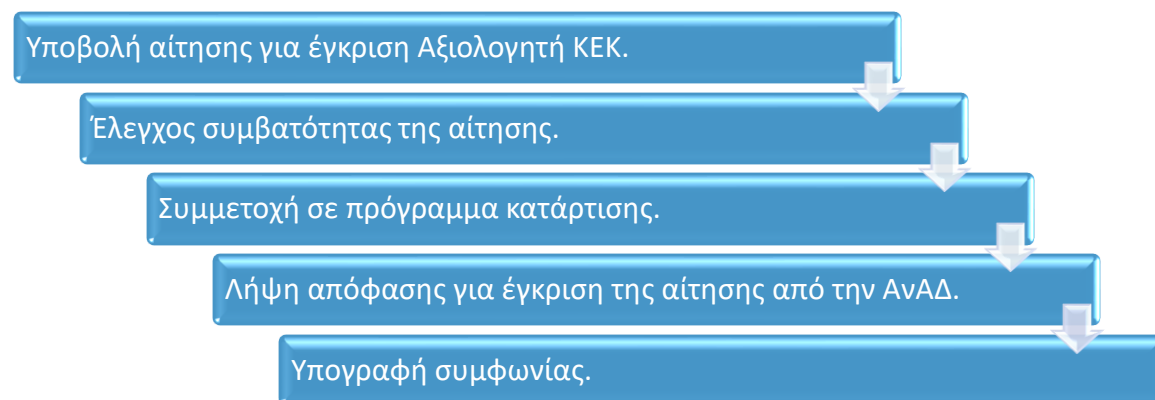 Υποβολή αίτησης για έγκριση Αξιολογητή ΚΕΚ.
Έλεγχος συμβατότητας της αίτησης.
Συμμετοχή σε πρόγραμμα κατάρτισης.
Λήψη απόφασης για έγκριση της αίτησης από την ΑνΑΔ.
Υπογραφή συμφωνίας.